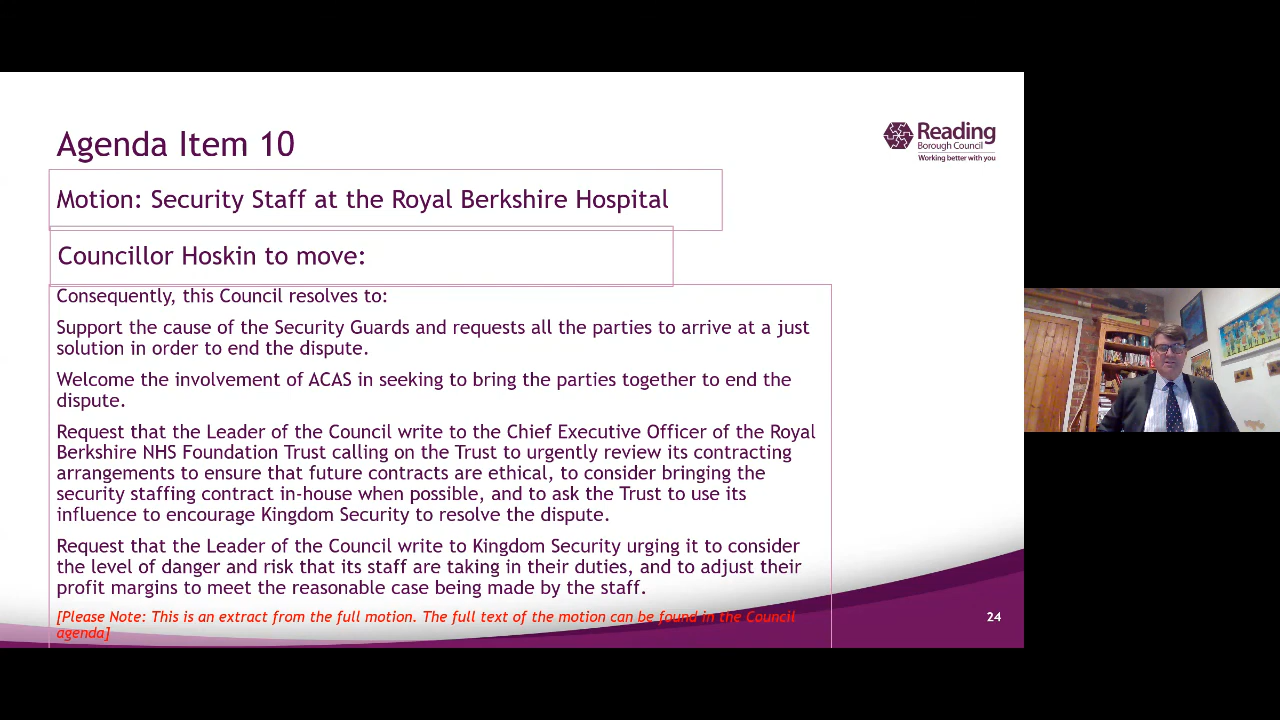 Agenda Item 10
Reading
Borough Council
Working better with you
Motion: Security Staff at the Royal Berkshire Hospital
Councillor Hoskin to move:
Consequently, this Council resolves to:
Support the cause of the Security Guards and requests all the parties to arrive at a just
solution in order to end the dispute.
Welcome the involvement of ACAS in seeking to bring the parties together to end the
dispute.
Request that the Leader of the Council write to the Chief Executive Officer of the Royal
Berkshire NHS Foundation Trust calling on the Trust to urgently review its contracting
arrangements to ensure that future contracts are ethical, to consider bringing the
security staffing contract in-house when possible, and to ask the Trust to use its
influence to encourage Kingdom Security to resolve the dispute.
Request that the Leader of the Council write to Kingdom Security urging it to consider
the level of danger and risk that its staff are taking in their duties, and to adjust their
profit margins to meet the reasonable case being made by the staff.
[Please Note: This is an extract from the full motion. The full text of the motion can be found in the Council
agenda]
24